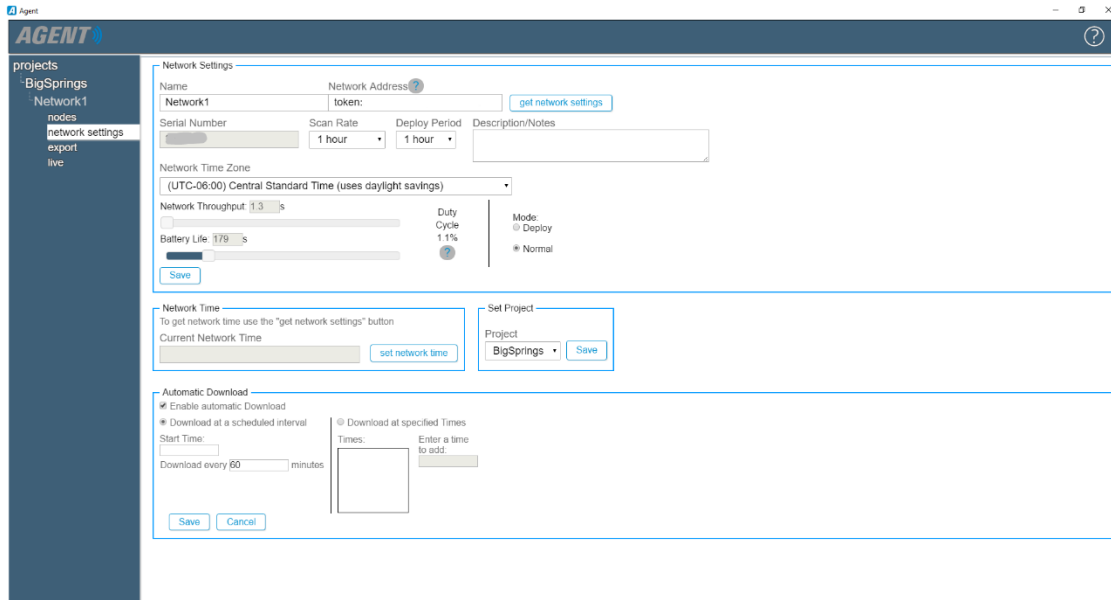 Agent
AGENT
?
projects
BigSprings
Network1
nodes
network settings
export
live
Network Settings
Name
Network Address ?
Network1
token:
get network settings
Serial Number
Scan Rate
Deploy Period
Description/Notes
1 hour
1 hour
Network Time Zone
(UTC-06:00) Central Standard Time (uses daylight savings)
Network Throughput: 1.3 s
Battery Life: 179 s
Duty
Cycle
1.1%
?
Mode:
Deploy
Normal
Save
Network Time
To get network time use the "get network settings" button
Current Network Time
set network time
Set Project
Project
BigSprings
Save
Automatic Download
Enable automatic Download
Download at a scheduled interval
Start Time:
Download every 60 minutes
Download at specified Times
Times:
Enter a time
to add:
Save
Cancel